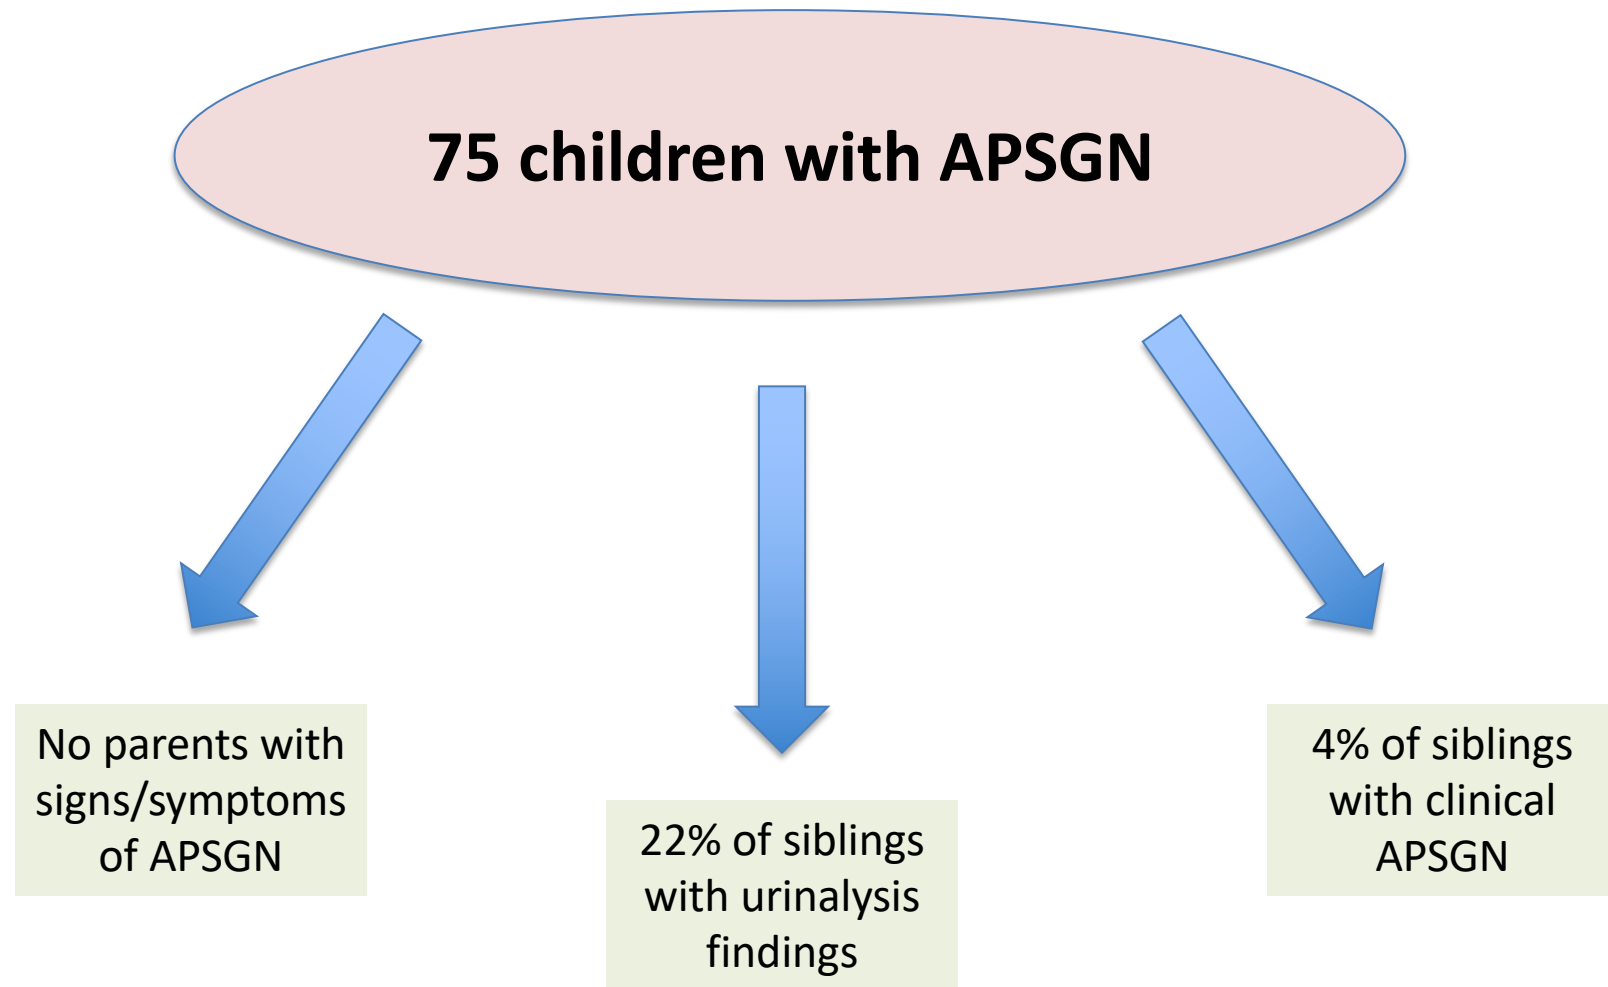 75 children with APSGN
No parents with
signs/symptoms
of APSGN
22% of siblings
with urinalysis
findings
4% of siblings
with clinical
APSGN